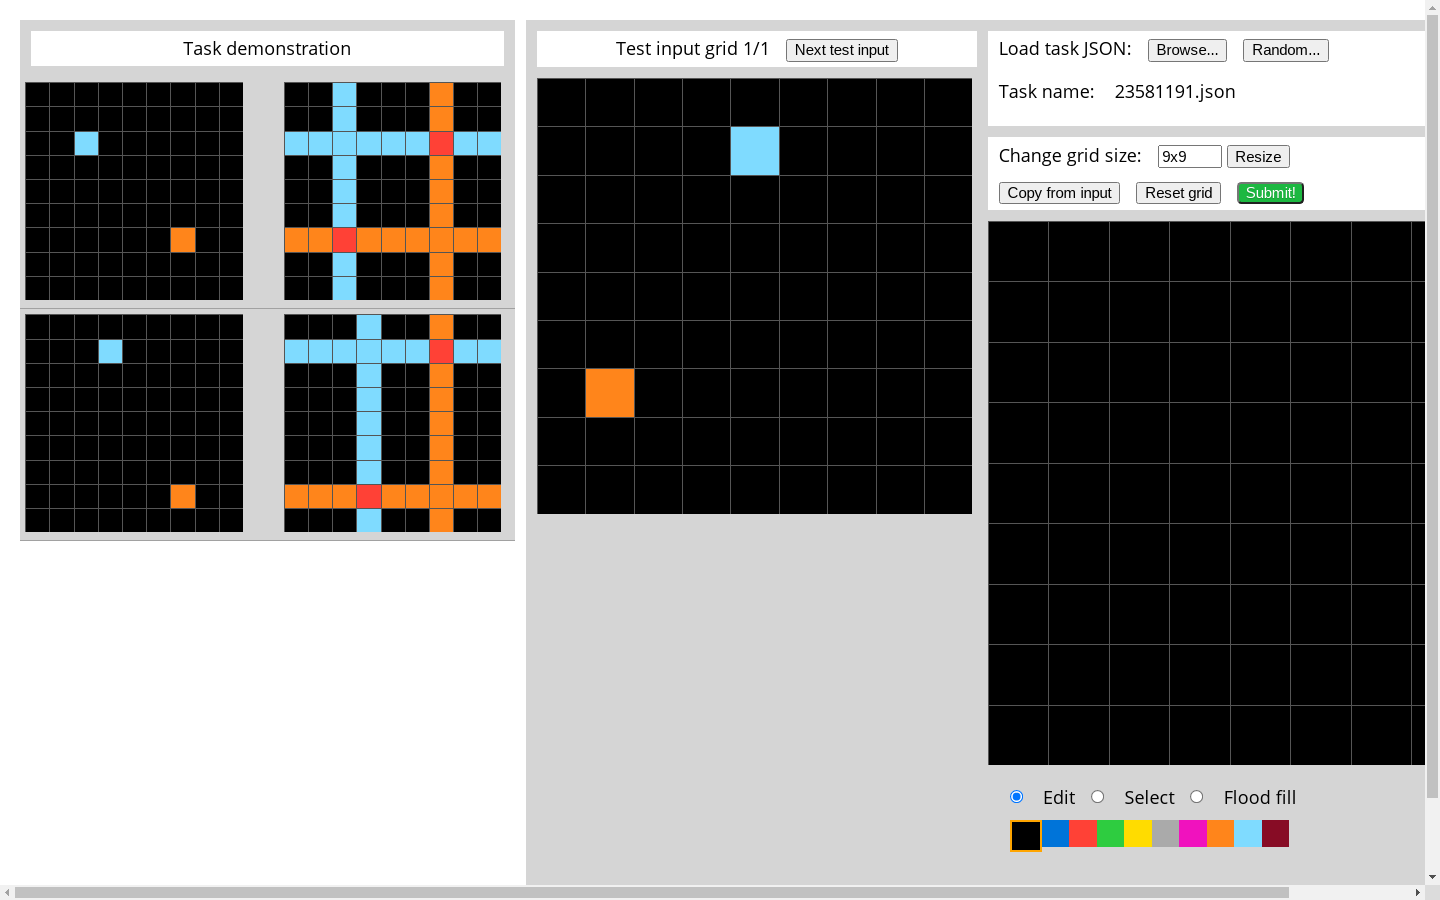 Task demonstration
Test input grid 1/1 Next test input
Load task JSON: Browse... Random...
Task name: 23581191.json
Change grid size: 9x9 Resize
Copy from input Reset grid Submit!
Edit Select Flood fill